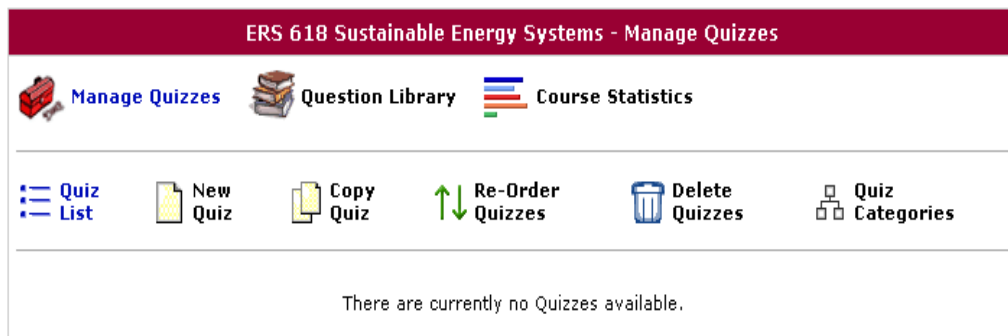 ERS 618 Sustainable Energy Systems - Manage Quizzes
Manage Quizzes
Question Library
Course Statistics
Quiz
List
New
Quiz
Copy
Quiz
Re-Order
Quizzes
Delete
Quizzes
Quiz
Categories
There are currently no Quizzes available.